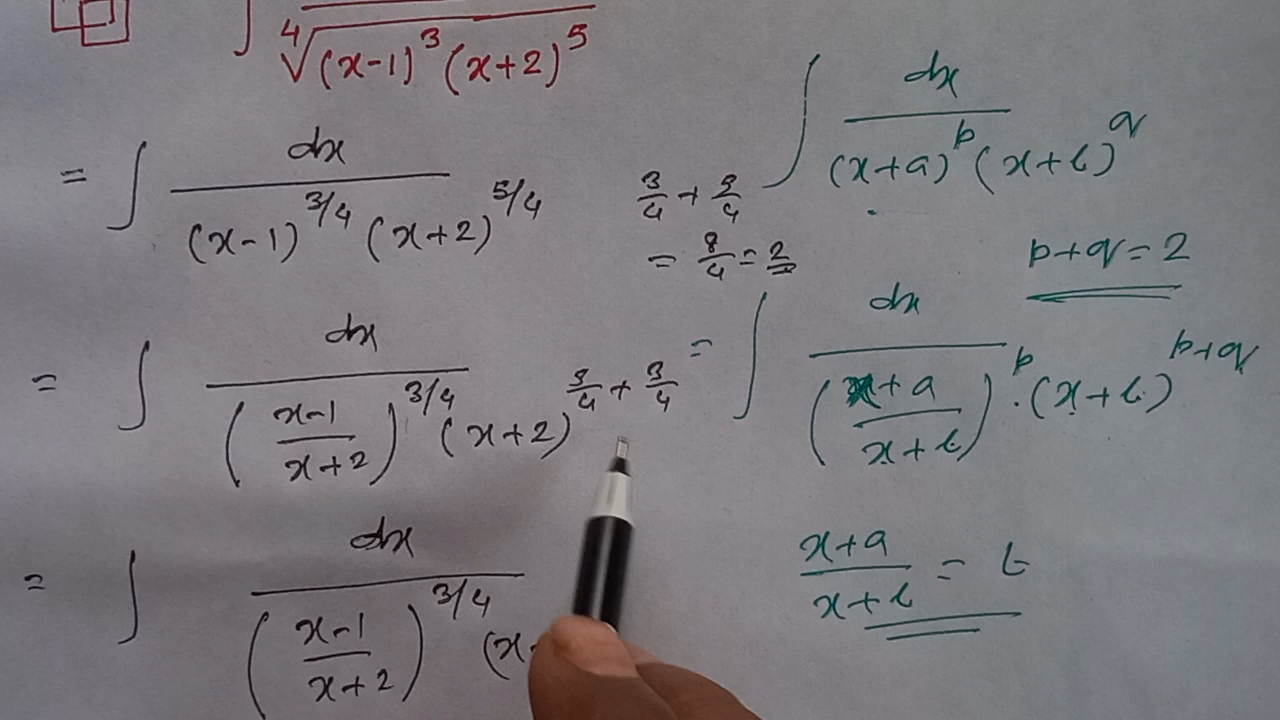 ∫ ⁴√(x-1)³(x+2)⁵
= ∫ dx / (x-1)^{3/4} (x+2)^{5/4}
3/4 + 5/4
= 8/4 = 2
= ∫ dx / ((x-1)/(x+2))^{3/4} (x+2)^{5/4 + 3/4}
= ∫ dx / ((x-1)/(x+2))^{3/4} (x
∫ dx / (x+a)^p (x+b)^q
p+q=2
= ∫ dx / ((x+a)/(x+b))^p . (x+b)^{p+q}
(x+a)/(x+b) = t